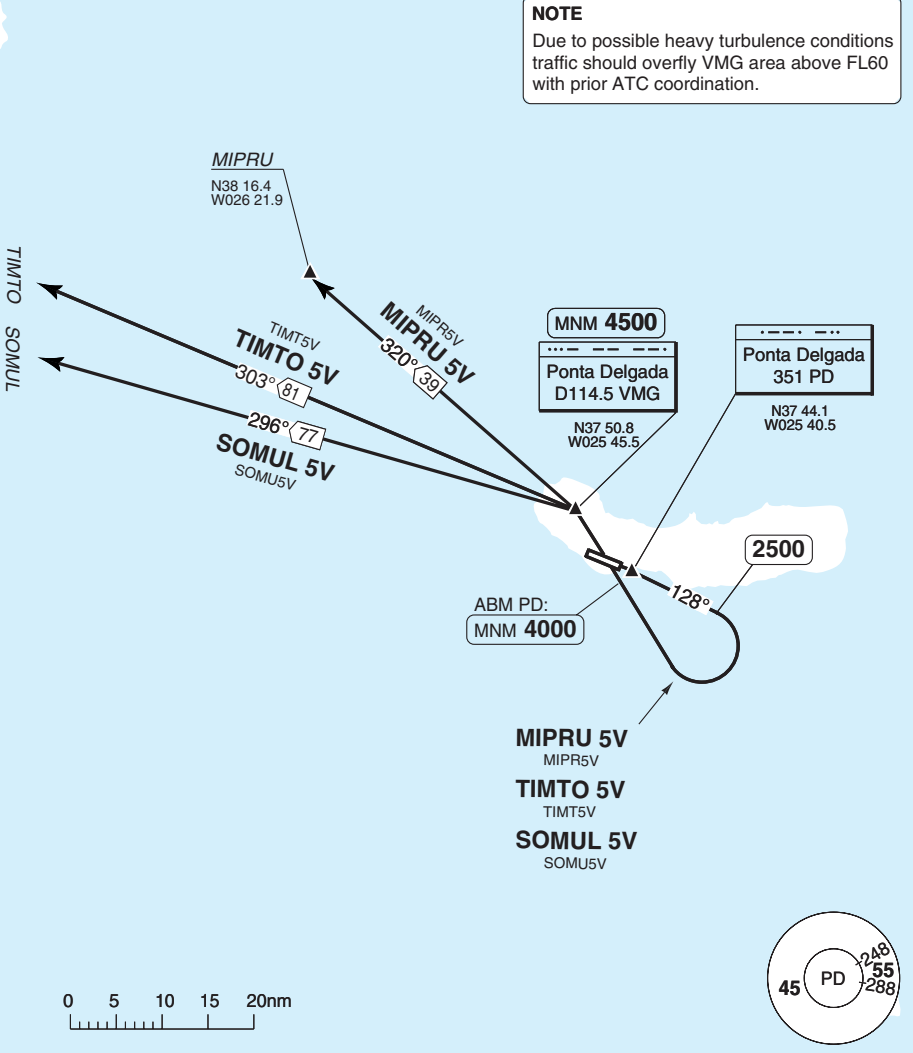 NOTE
Due to possible heavy turbulence conditions
traffic should overfly VMG area above FL60
with prior ATC coordination.
MIPRU
N38 16.4
W026 21.9
TIMTO
SOMUL
MIPR5V
MIPRU 5V
320° 39
TIMT5V
TIMTO 5V
303° 81
296° 77
SOMUL 5V
SOMU5V
MNM 4500
···– –– ––·
Ponta Delgada
D114.5 VMG
N37 50.8
W025 45.5
·––· –··
Ponta Delgada
351 PD
N37 44.1
W025 40.5
2500
128°
ABM PD:
MNM 4000
MIPRU 5V
MIPR5V
TIMTO 5V
TIMT5V
SOMUL 5V
SOMU5V
0 5 10 15 20nm
248
45 PD 55
288